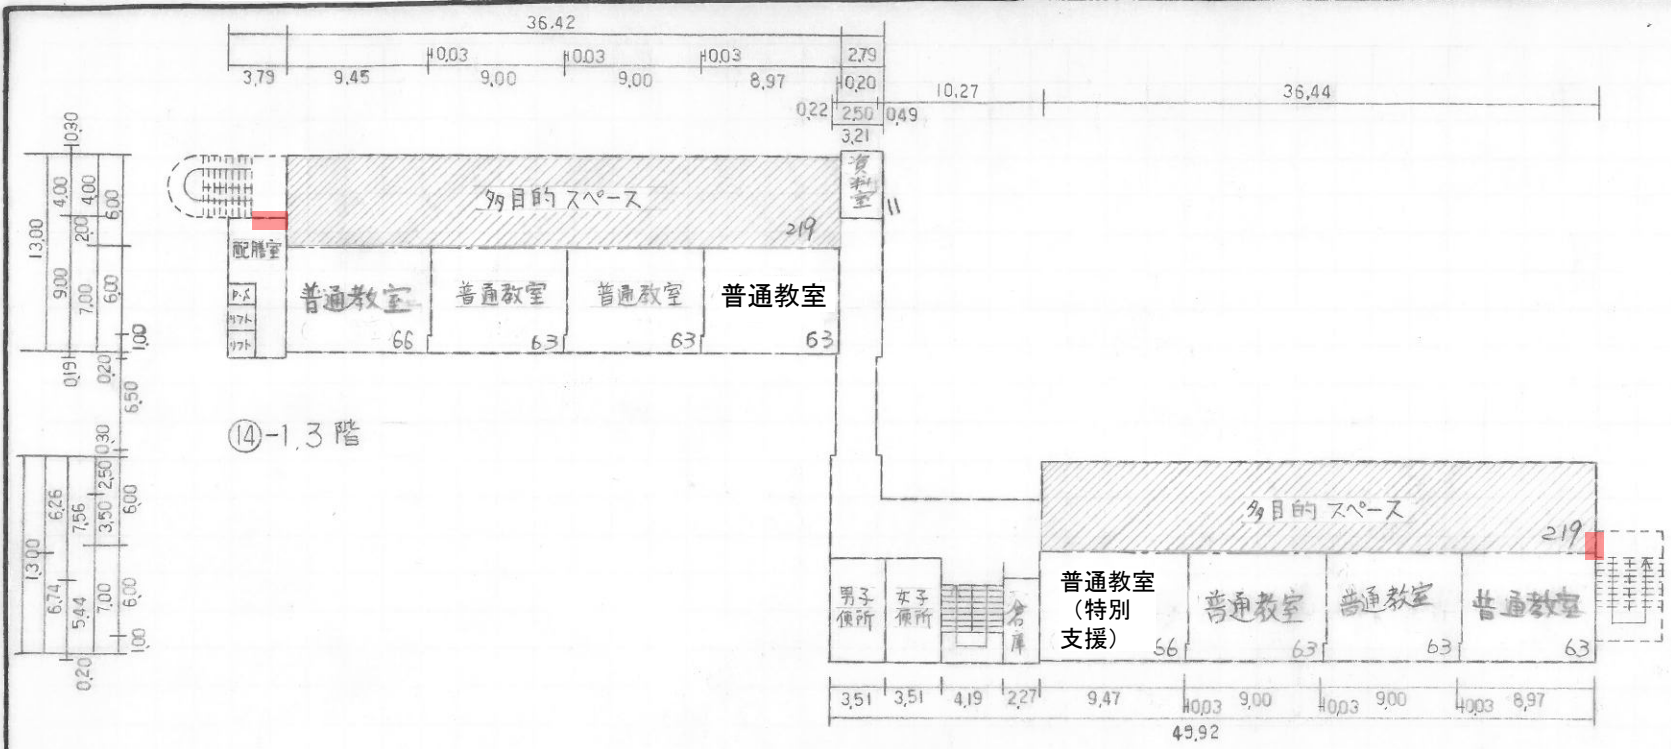 36.42
0.03 0.03 0.03 2.79
3.79 9.45 9.00 9.00 8.97 0.20
0.22 2.50 0.49 10.27 36.44
3.21
0.30
13.00 4.00 4.00 6.00
2.00
9.00 7.00 6.00
1.00
0.19 0.20
6.50
0.30
資料室
11
多目的スペース
219
配膳室
P.S
リフト
リフト
普通教室
66
普通教室
63
普通教室
63
普通教室
63
⑭-1.3階
13.00 6.26 7.56 3.50 2.50 6.00
6.74 5.44 7.00 6.00
1.00
0.20
多目的スペース
219
男子便所
女子便所
倉庫
普通教室
(特別
支援)
56
普通教室
63
普通教室
63
普通教室
63
3.51 3.51 4.19 2.27 9.47 9.00 9.00 8.97
0.03 0.03 0.03
49.92